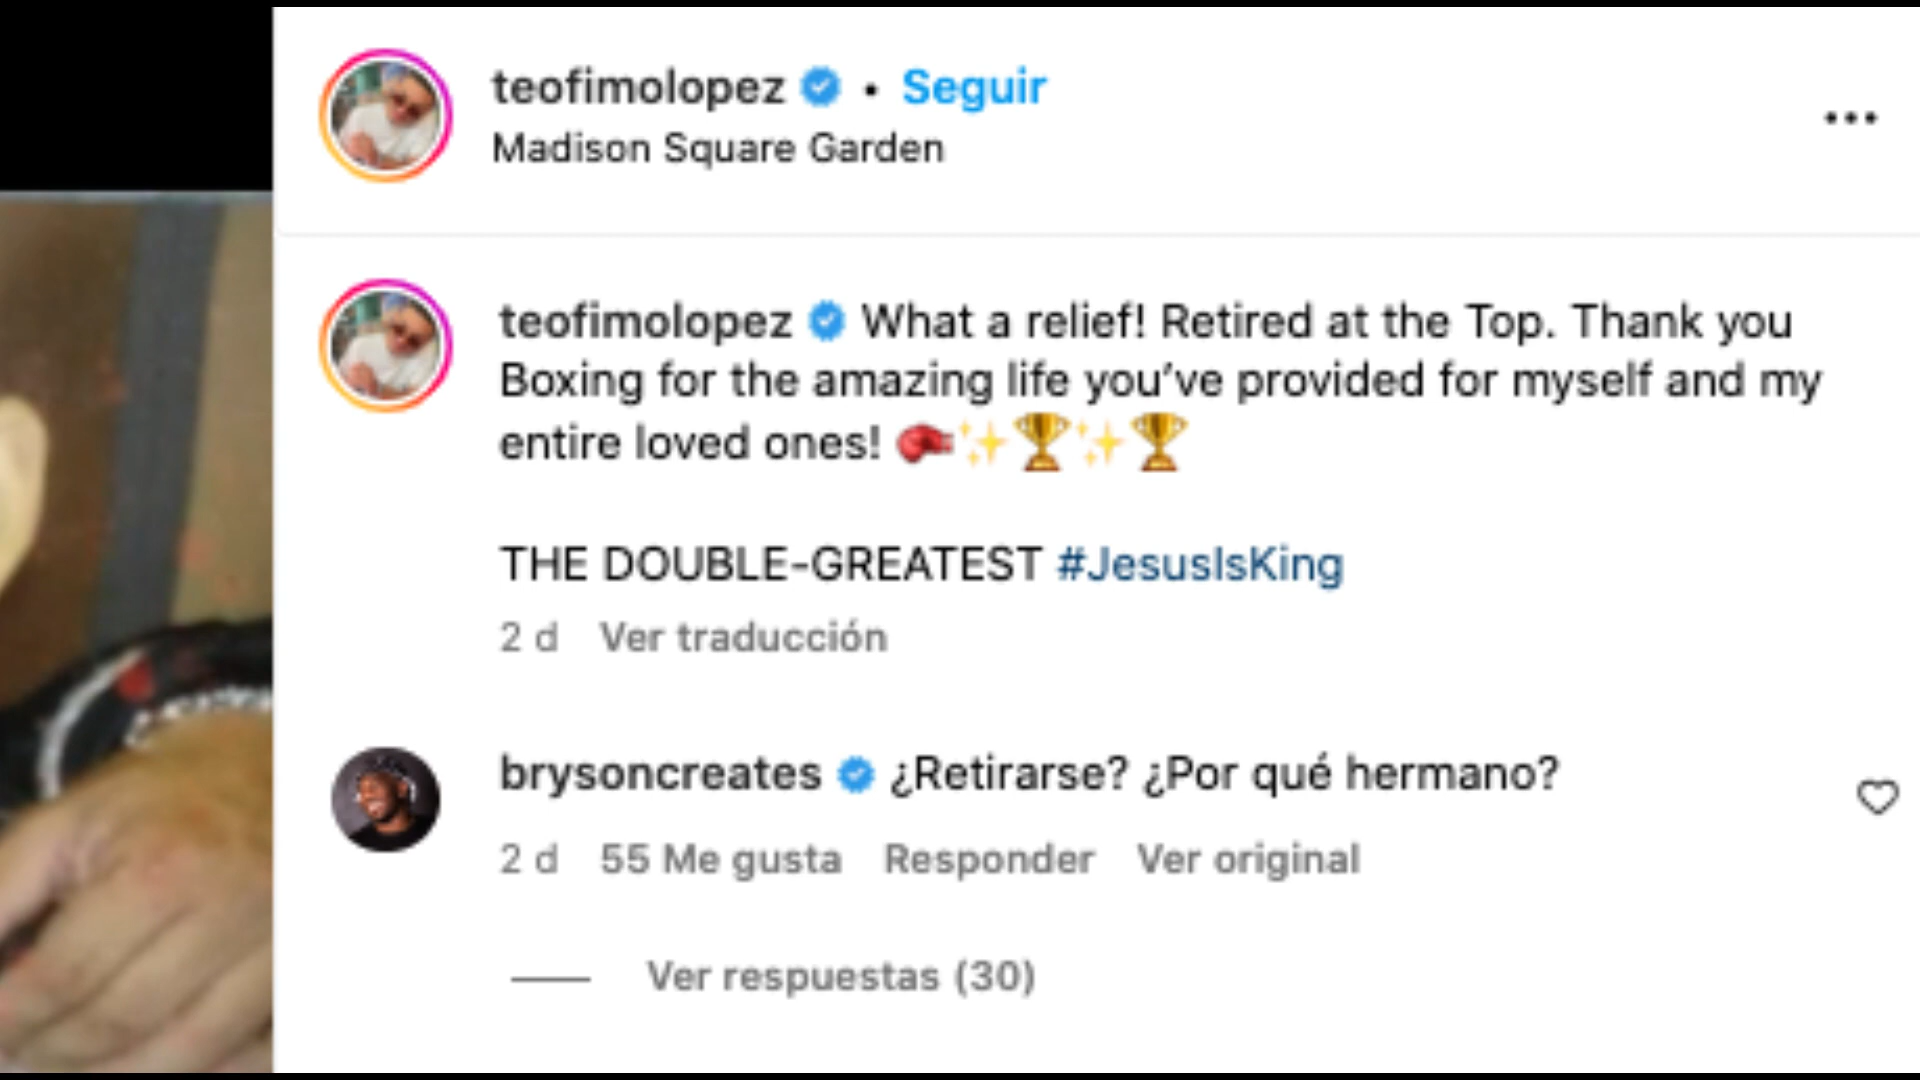 teofimolopez • Seguir
Madison Square Garden
teofimolopez What a relief! Retired at the Top. Thank you
Boxing for the amazing life you’ve provided for myself and my
entire loved ones! 🥊✨🏆✨🏆
THE DOUBLE-GREATEST #JesusIsKing
2 d Ver traducción
brysoncreates ¿Retirarse? ¿Por qué hermano?
2 d 55 Me gusta Responder Ver original
Ver respuestas (30)